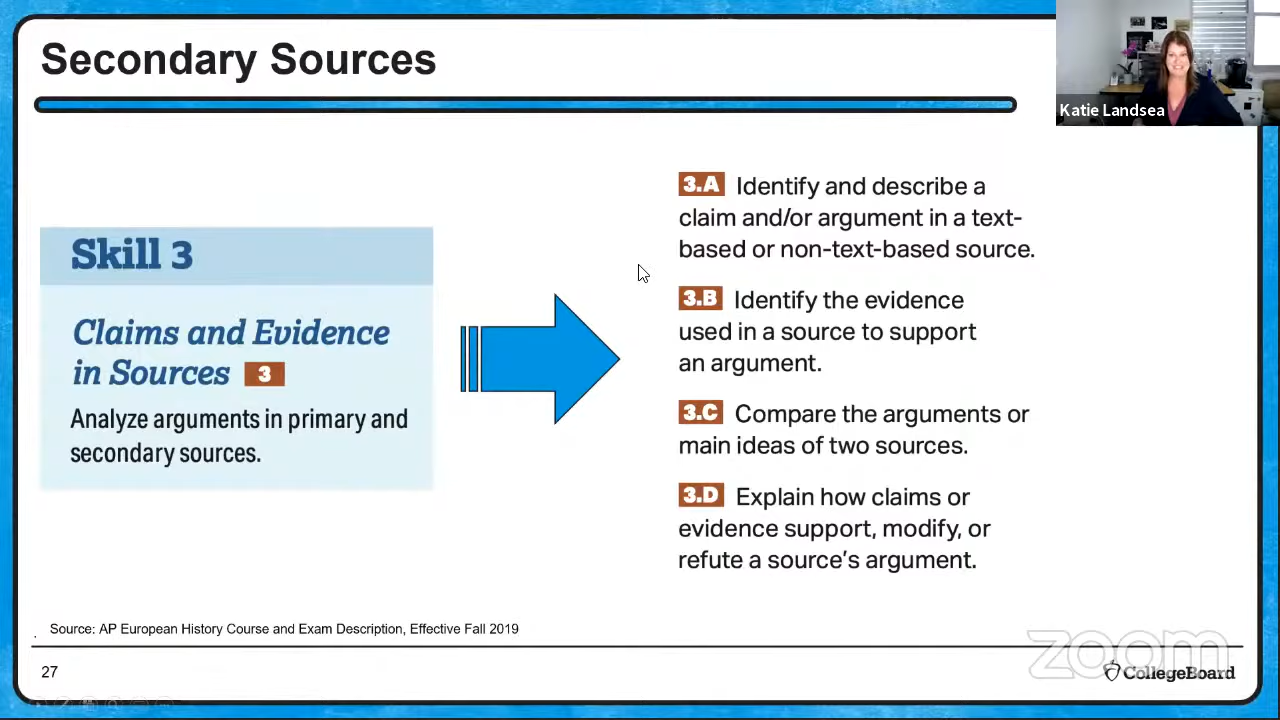 Secondary Sources
Katie Landsea
Skill 3
Claims and Evidence
in Sources 3
Analyze arguments in primary and
secondary sources.
3.A Identify and describe a
claim and/or argument in a text-
based or non-text-based source.
3.B Identify the evidence
used in a source to support
an argument.
3.C Compare the arguments or
main ideas of two sources.
3.D Explain how claims or
evidence support, modify, or
refute a source's argument.
. Source: AP European History Course and Exam Description, Effective Fall 2019
27
zoom
CollegeBoard